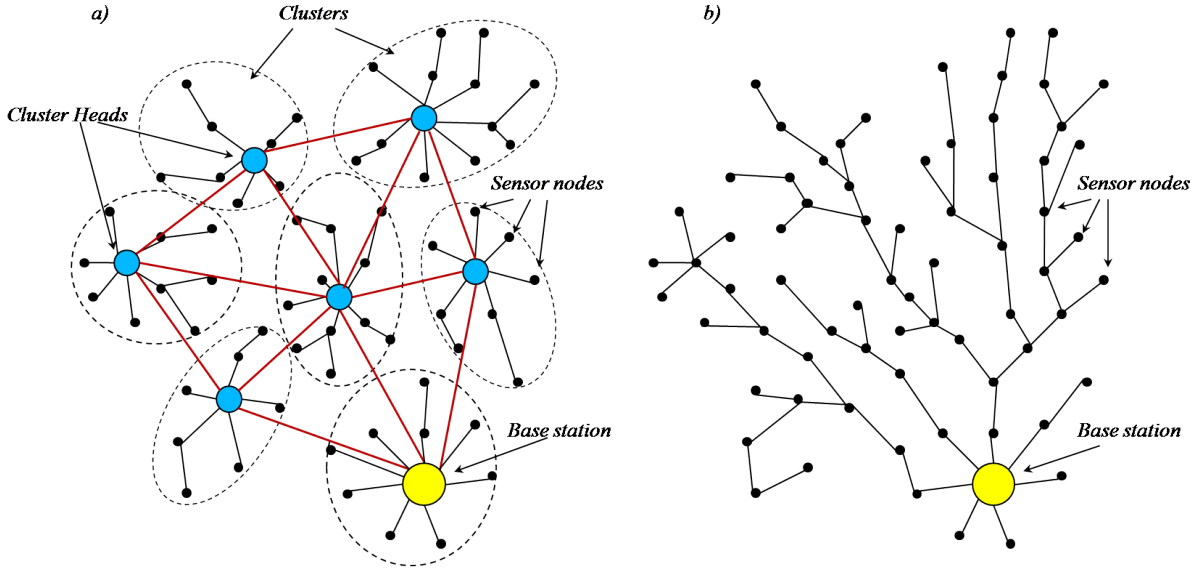 a)
Clusters
b)
Cluster Heads
Sensor nodes
Sensor nodes
Base station
Base station